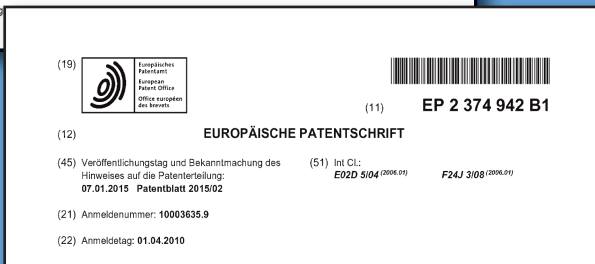 (19)
Europäisches
Patentamt
European
Patent Office
Office européen
des brevets
(11) EP 2 374 942 B1
(12) EUROPÄISCHE PATENTSCHRIFT
(45) Veröffentlichungstag und Bekanntmachung des
Hinweises auf die Patenterteilung:
07.01.2015 Patentblatt 2015/02
(21) Anmeldenummer: 10003635.9
(22) Anmeldetag: 01.04.2010
(51) Int Cl.:
E02D 5/04 (2006.01) F24J 3/08 (2006.01)